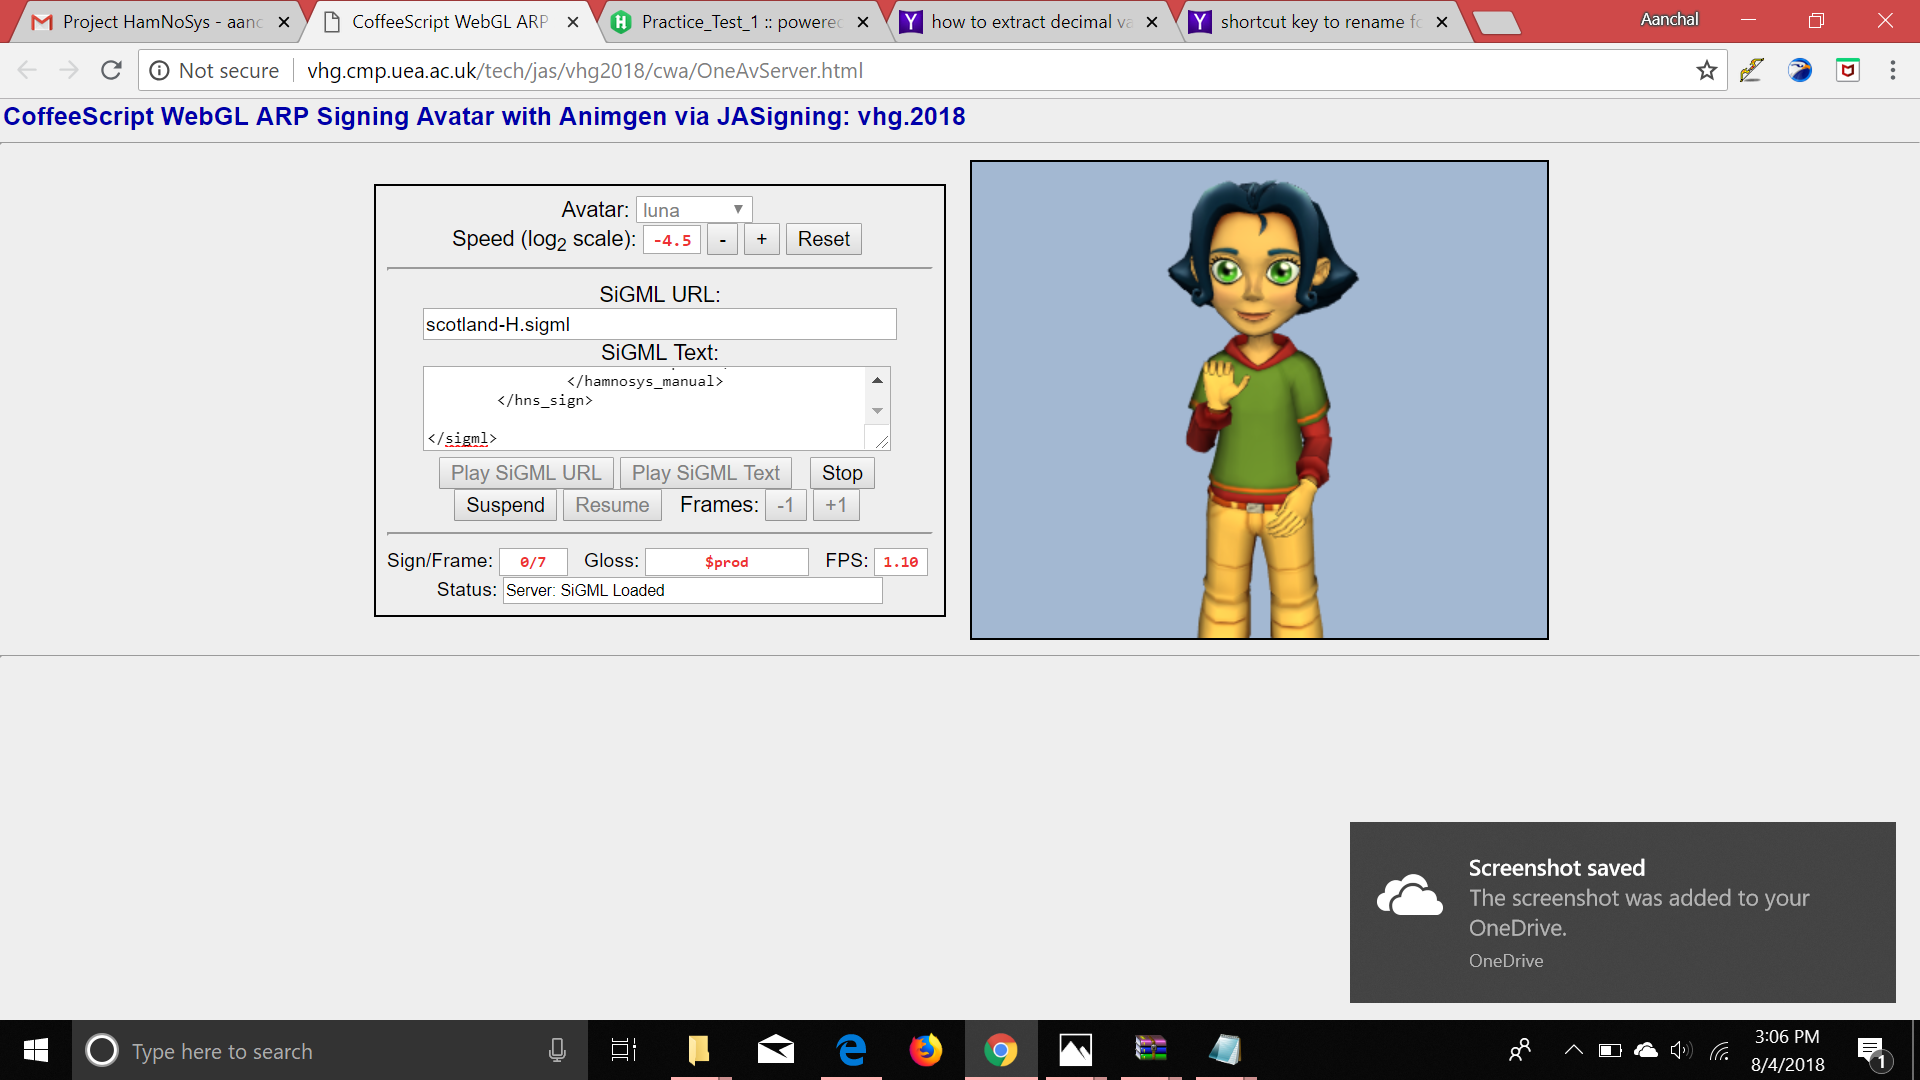 Project HamNoSys - aanc
CoffeeScript WebGL ARP
Practice_Test_1 :: powered
how to extract decimal va
shortcut key to rename fo
Aanchal
Not secure
vhg.cmp.uea.ac.uk/tech/jas/vhg2018/cwa/OneAvServer.html
CoffeeScript WebGL ARP Signing Avatar with Animgen via JASigning: vhg.2018
Avatar: luna
Speed (log2 scale): -4.5 - + Reset
SiGML URL:
scotland-H.sigml
SiGML Text:
</hamnosys_manual>
</hns_sign>
</sigml>
Play SiGML URL Play SiGML Text Stop
Suspend Resume Frames: -1 +1
Sign/Frame: 0/7 Gloss: $prod FPS: 1.10
Status: Server: SiGML Loaded
Screenshot saved
The screenshot was added to your
OneDrive.
OneDrive
Type here to search
3:06 PM
8/4/2018
1